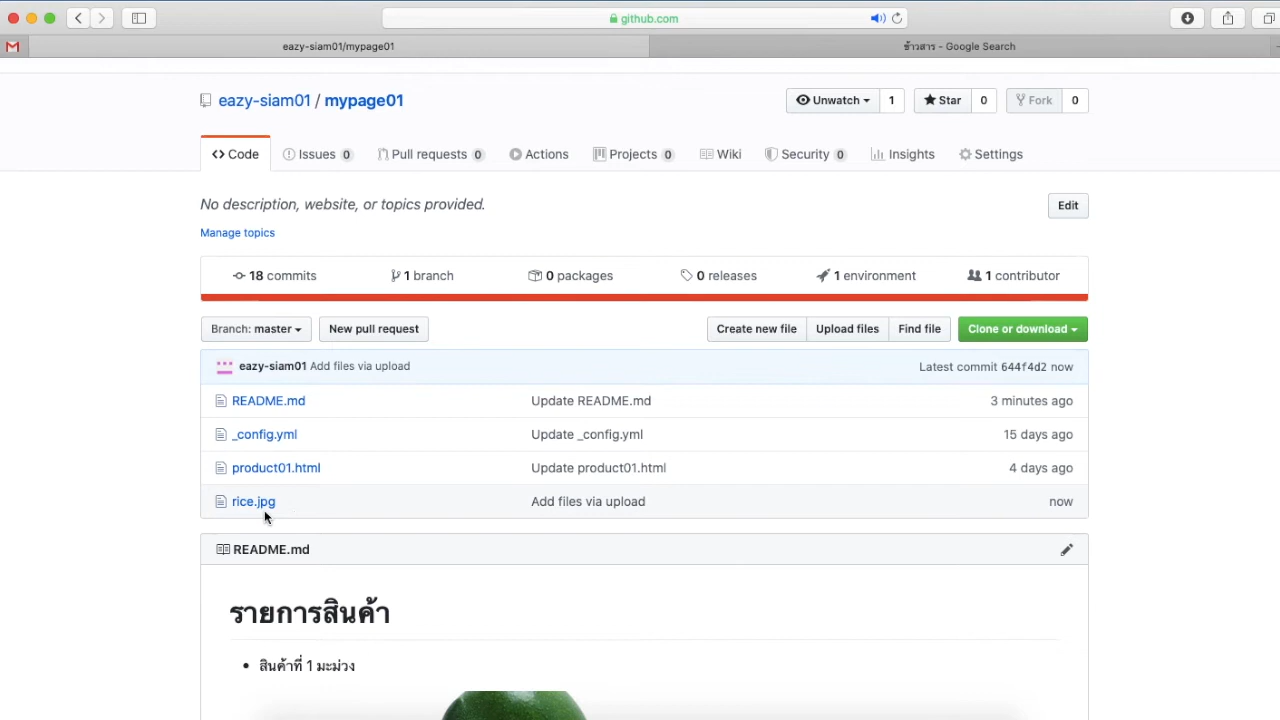 github.com
eazy-siam01/mypage01
ข้าวสาร - Google Search
eazy-siam01 / mypage01
Unwatch 1
Star 0
Fork 0
Code
Issues 0
Pull requests 0
Actions
Projects 0
Wiki
Security 0
Insights
Settings
No description, website, or topics provided.
Edit
Manage topics
18 commits
1 branch
0 packages
0 releases
1 environment
1 contributor
Branch: master
New pull request
Create new file
Upload files
Find file
Clone or download
eazy-siam01 Add files via upload
Latest commit 644f4d2 now
README.md Update README.md 3 minutes ago
_config.yml Update _config.yml 15 days ago
product01.html Update product01.html 4 days ago
rice.jpg Add files via upload now
README.md
รายการสินค้า
• สินค้าที่ 1 มะม่วง